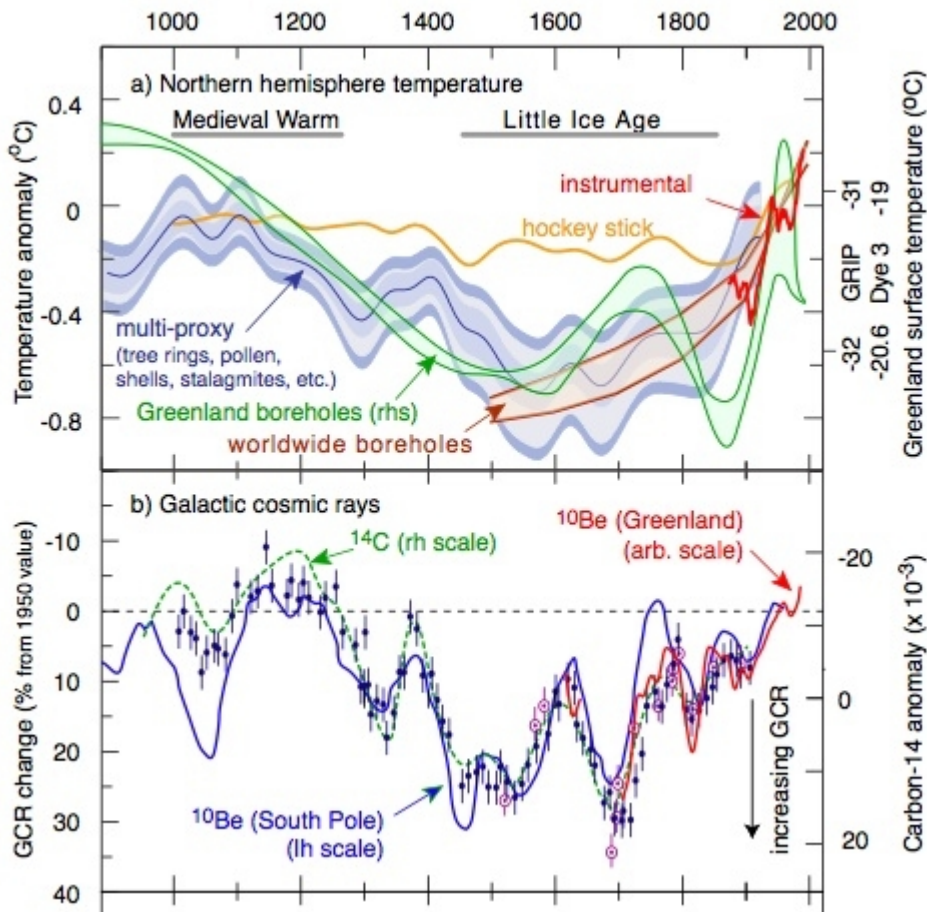 1000 1200 1400 1600 1800 2000
a) Northern hemisphere temperature
Medieval Warm
Little Ice Age
instrumental
hockey stick
multi-proxy
(tree rings, pollen,
shells, stalagmites, etc.)
Greenland boreholes (rhs)
worldwide boreholes
Temperature anomaly (ºC)
0.4
0.2
0
-0.4
-0.8
-31 -19
-32 -20.6
GRIP
Dye 3
Greenland surface temperature (ºC)
b) Galactic cosmic rays
14C (rh scale)
10Be (Greenland)
(arb. scale)
10Be (South Pole)
(lh scale)
increasing GCR
GCR change (% from 1950 value)
-10
0
10
20
30
40
-20
0
20
Carbon-14 anomaly (x 10-3)